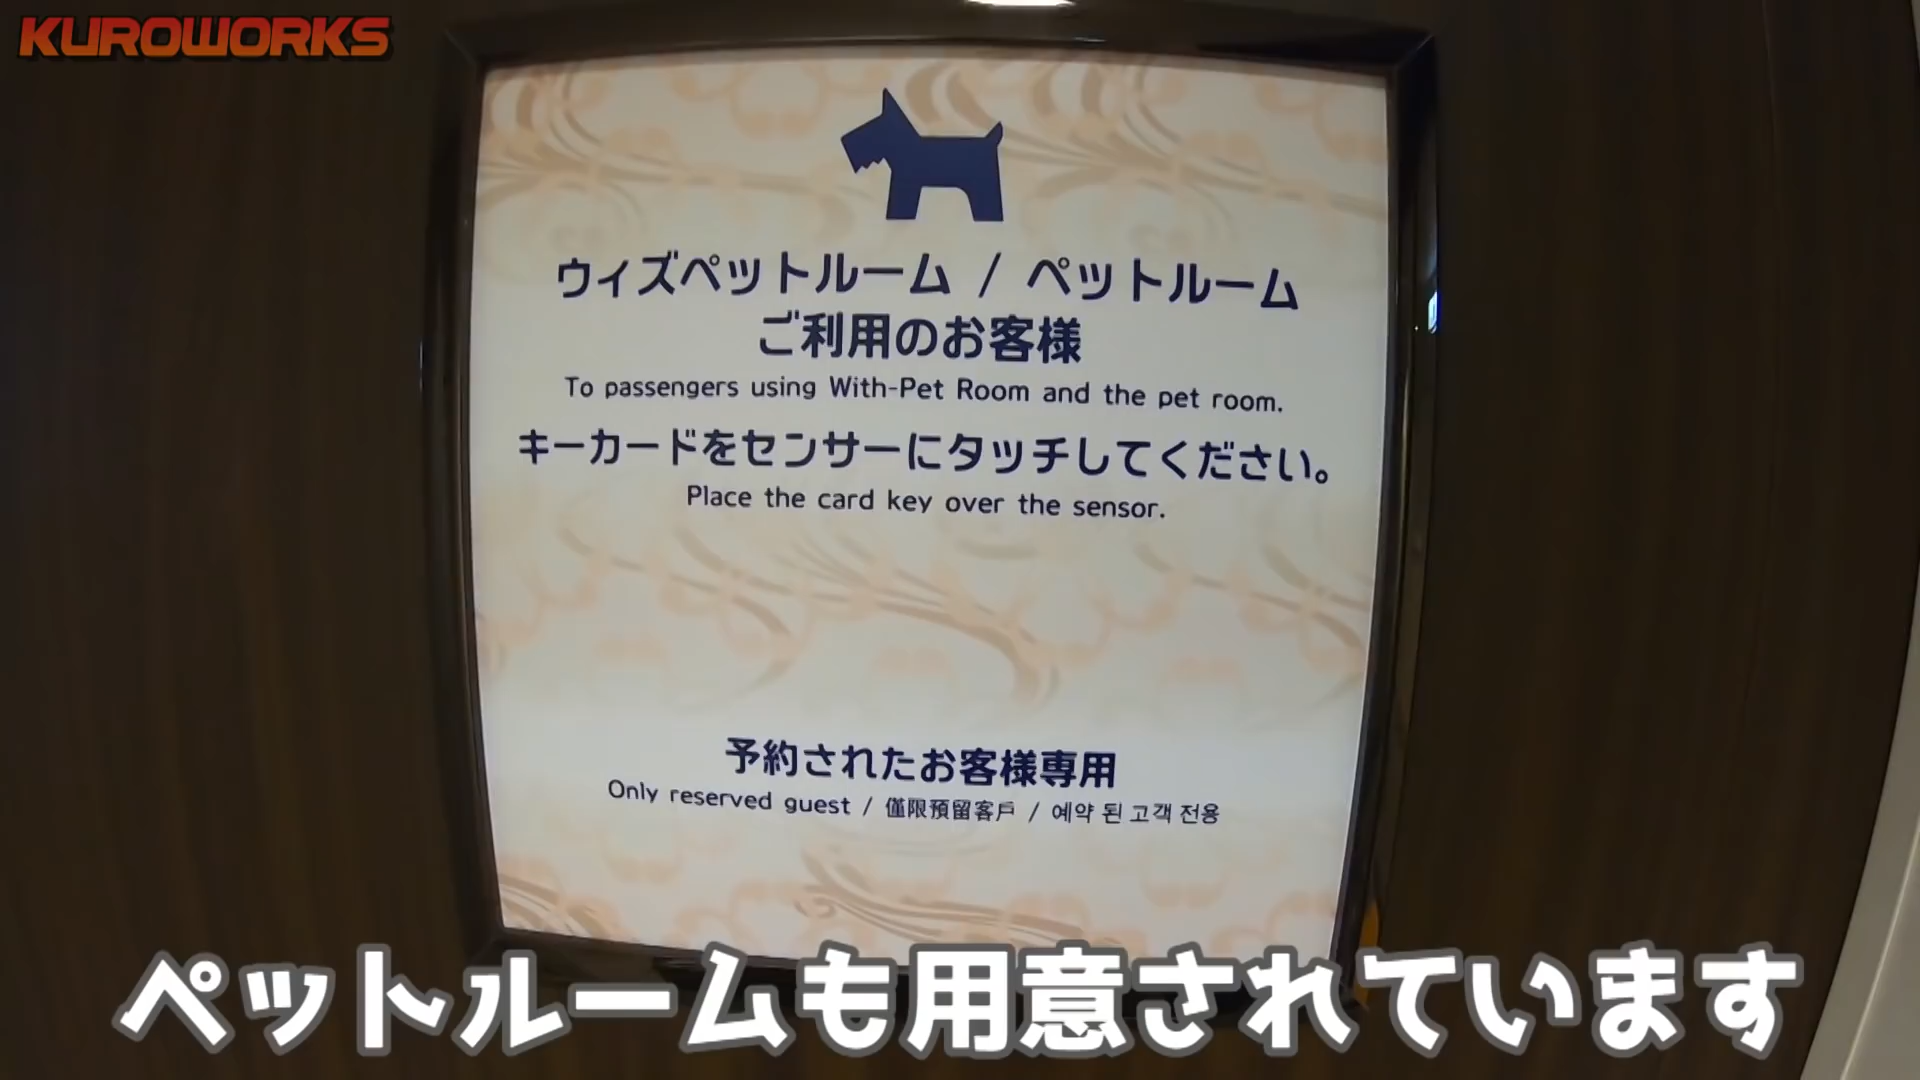 KUROWORKS
ウィズペットルーム / ペットルーム
ご利用のお客様
To passengers using With-Pet Room and the pet room.
キーカードをセンサーにタッチしてください。
Place the card key over the sensor.
予約されたお客様専用
Only reserved guest / 僅限預留客戶 / 예약 된 고객 전용
ペットルームも用意されています